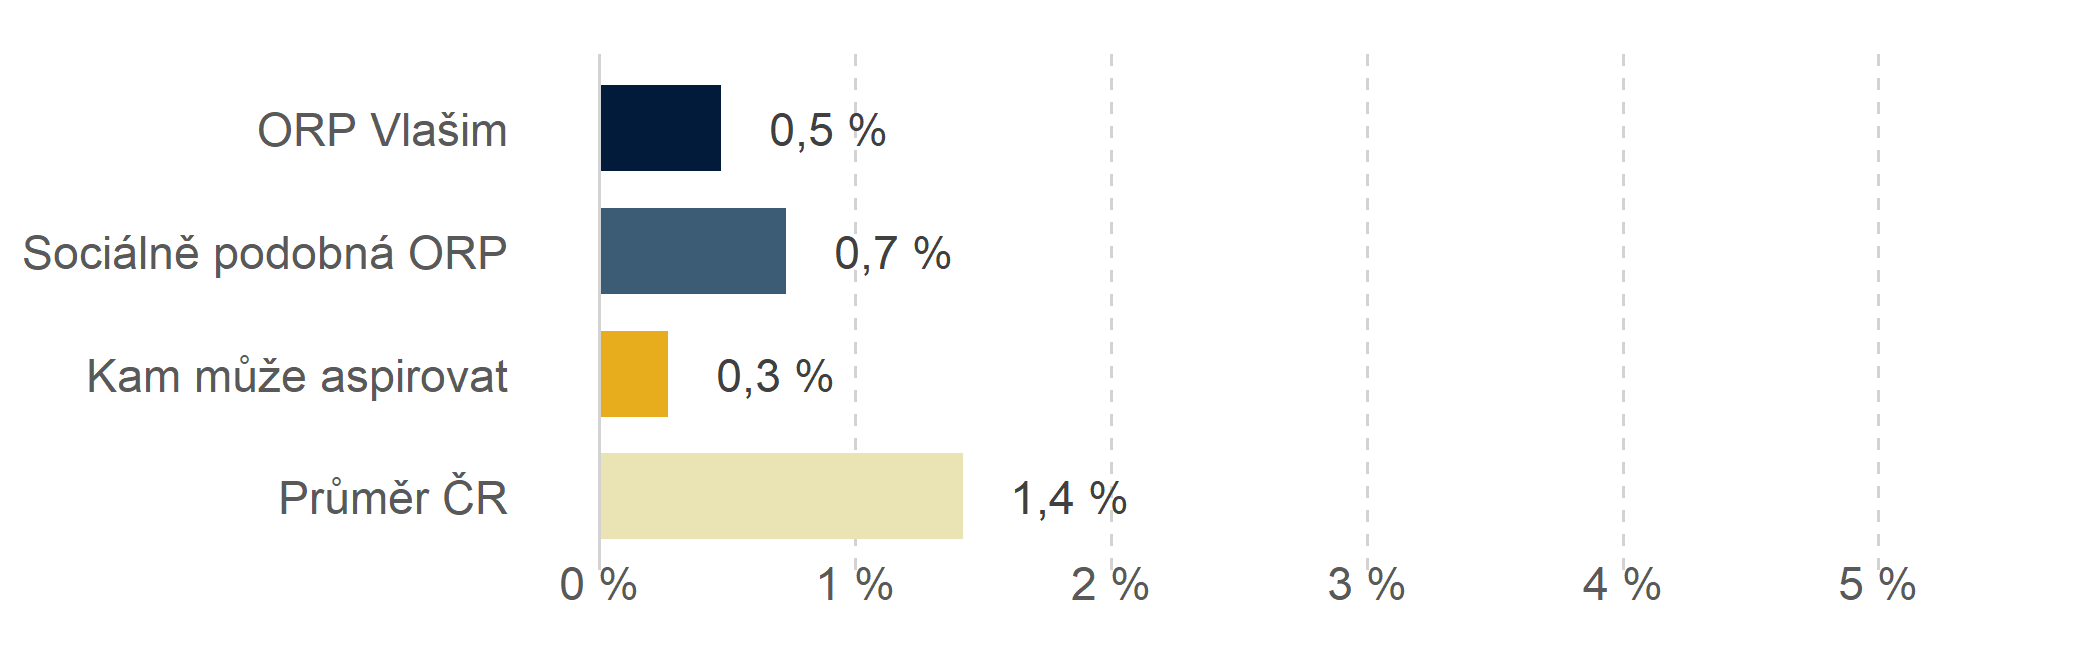 ORP Vlašim
0,5 %
Sociálně podobná ORP
0,7 %
Kam může aspirovat
0,3 %
Průměr ČR
1,4 %
0 %
1 %
2 %
3 %
4 %
5 %